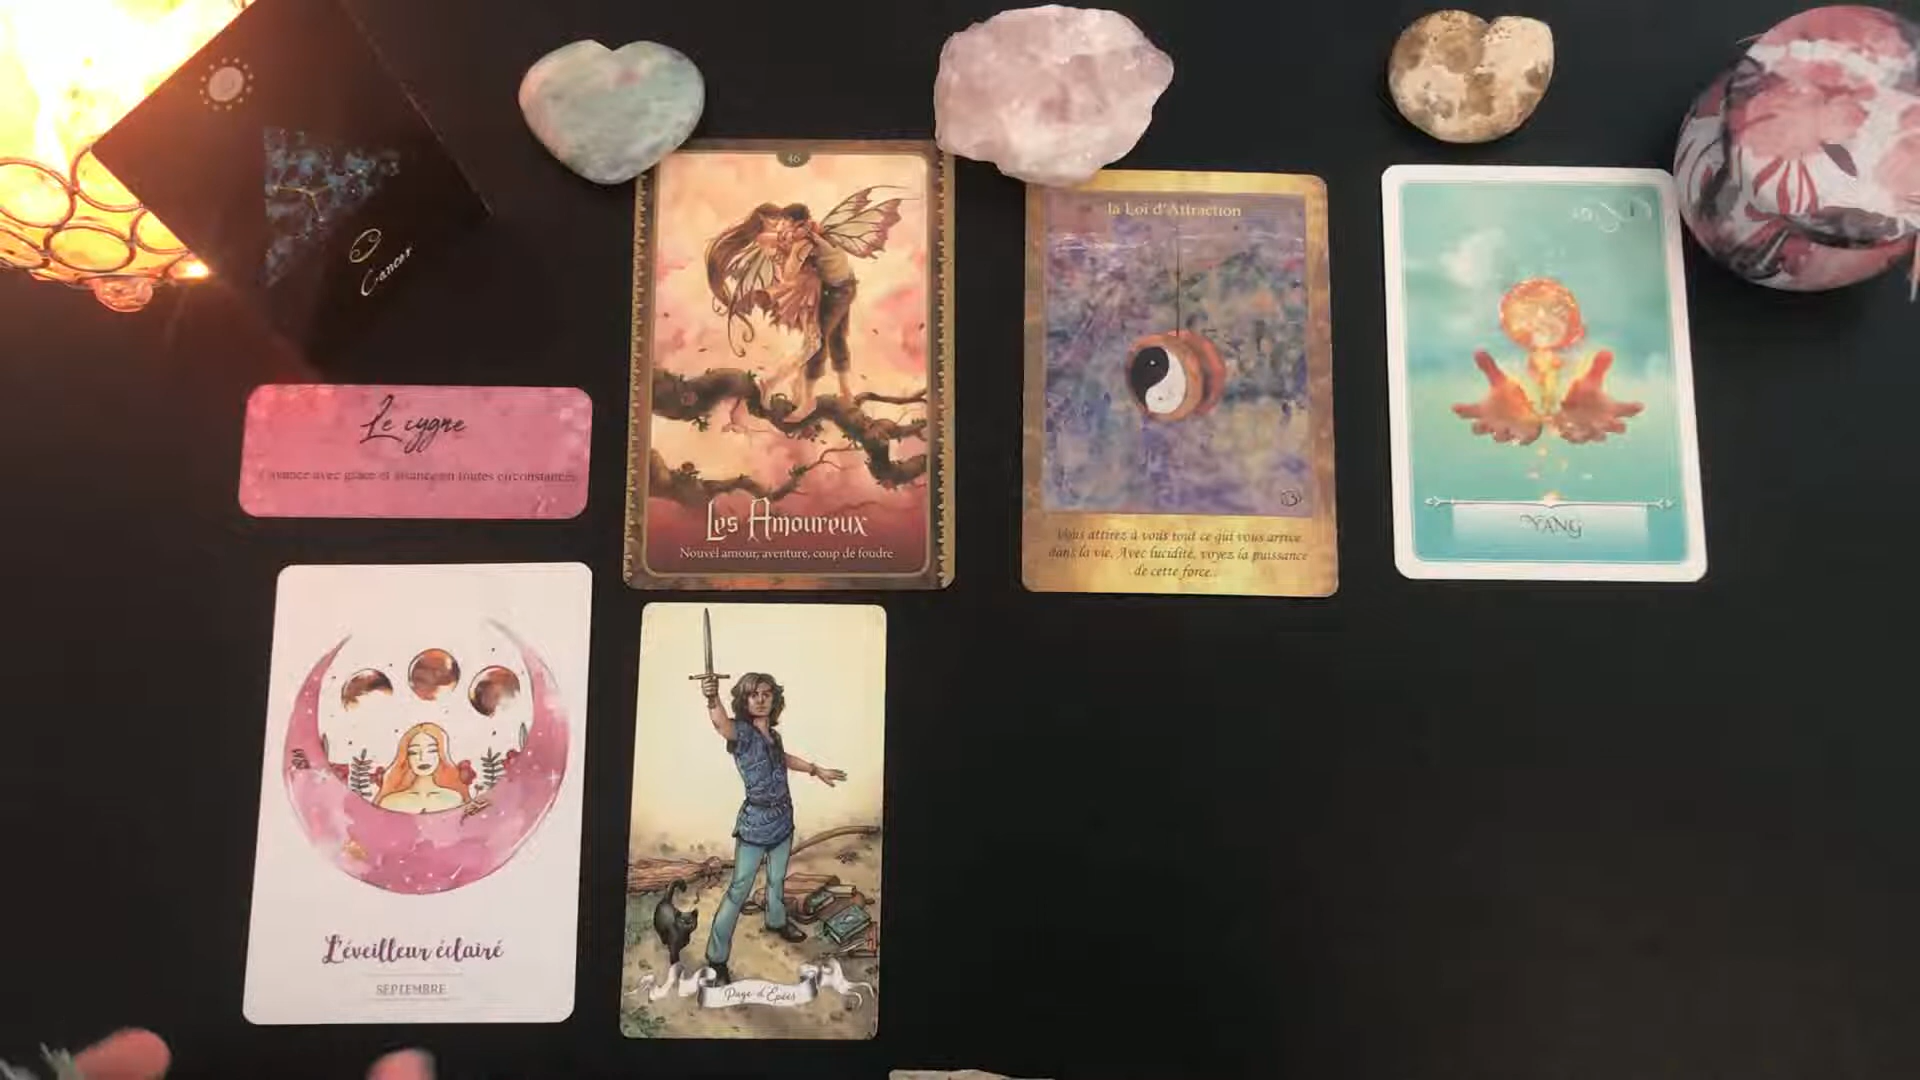 Cancer
Le cygne
avance avec grâce et aisance en toutes circonstances
46
Les Amoureux
Nouvel amour, aventure, coup de foudre
la Loi d'Attraction
Vous attirez à vous tout ce qui vous arrive
dans la vie. Avec lucidité, voyez la puissance
de cette force...
YANG
L'éveilleur éclairé
SEPTEMBRE
Page d'Épées